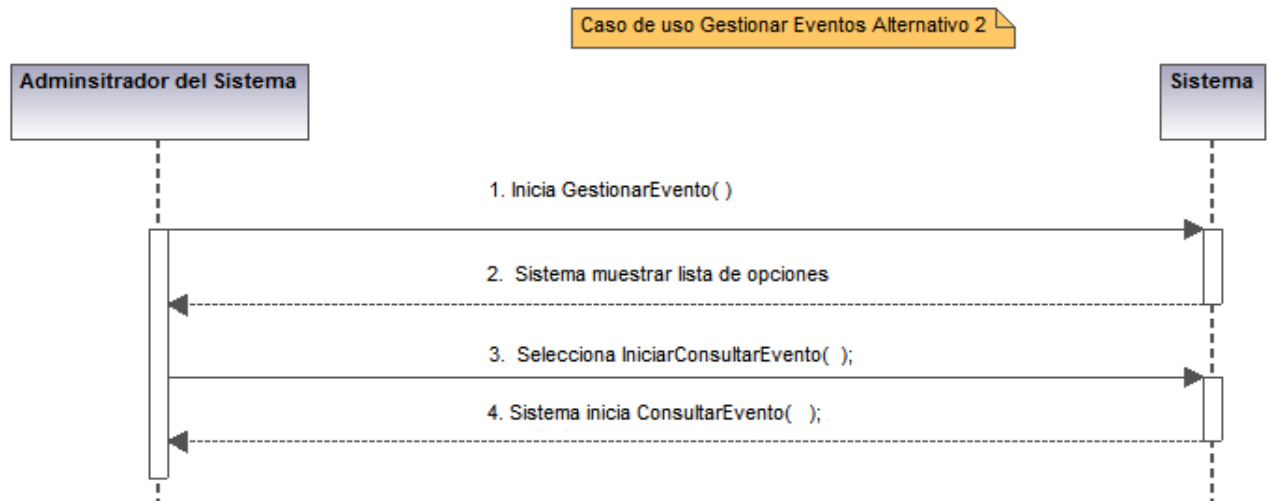 Caso de uso Gestionar Eventos Alternativo 2
Adminsitrador del Sistema
Sistema
1. Inicia GestionarEvento( )
2. Sistema muestrar lista de opciones
3. Selecciona IniciarConsultarEvento( );
4. Sistema inicia ConsultarEvento( );